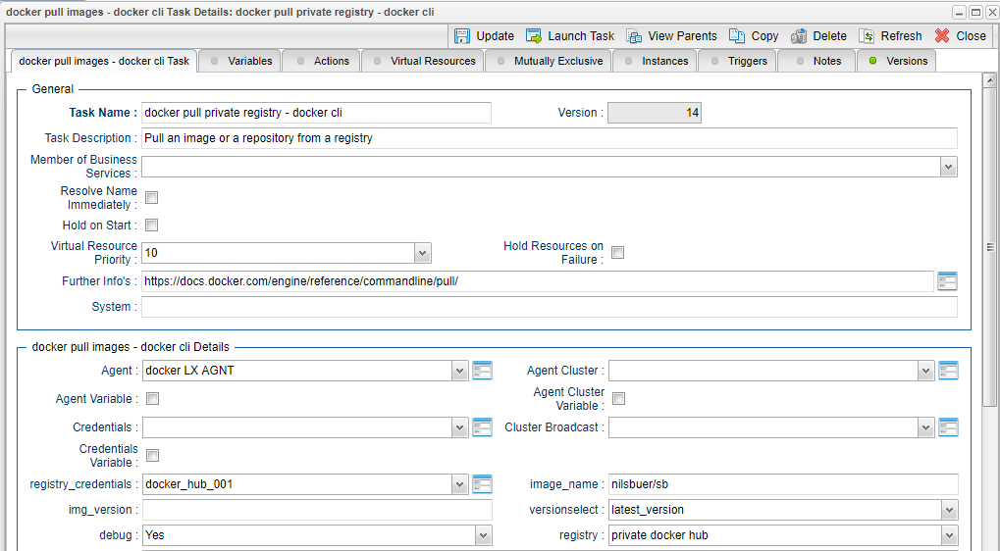 docker pull images - docker cli Task Details: docker pull private registry - docker cli
Update Launch Task View Parents Copy Delete Refresh Close
docker pull images - docker cli Task Variables Actions Virtual Resources Mutually Exclusive Instances Triggers Notes Versions
General
Task Name : docker pull private registry - docker cli Version : 14
Task Description : Pull an image or a repository from a registry
Member of Business
Services :
Resolve Name
Immediately :
Hold on Start :
Virtual Resource
Priority : 10
Hold Resources on
Failure :
Further Info's : https://docs.docker.com/engine/reference/commandline/pull/
System :
docker pull images - docker cli Details
Agent : docker LX AGNT Agent Cluster :
Agent Variable :
Agent Cluster
Variable :
Credentials : Cluster Broadcast :
Credentials
Variable :
registry_credentials : docker_hub_001 image_name : nilsbuer/sb
img_version : versionselect : latest_version
debug : Yes registry : private docker hub